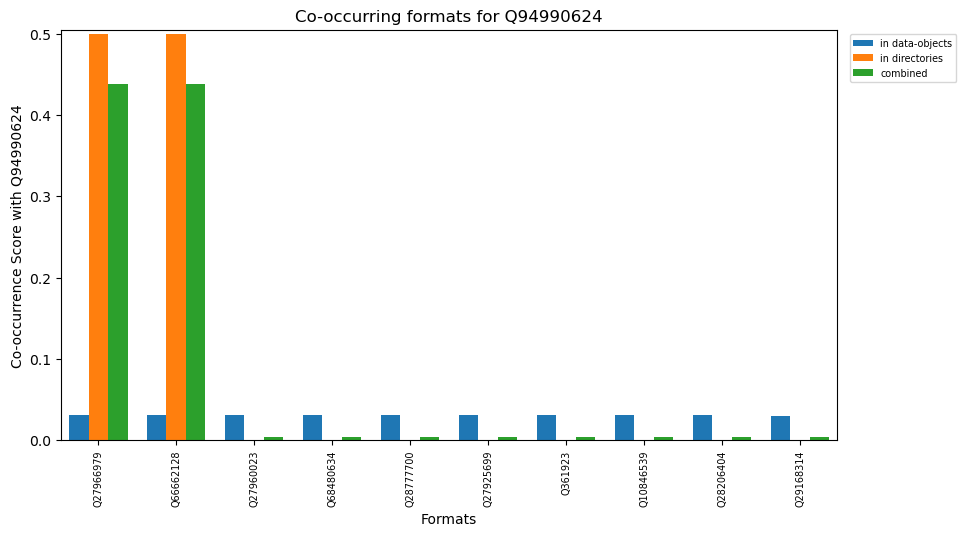 Co-occurring formats for Q94990624
in data-objects
in directories
combined
Co-occurrence Score with Q94990624
0.5
0.4
0.3
0.2
0.1
0.0
Q27966979
Q66662128
Q27960023
Q68480634
Q28777700
Q27925699
Q361923
Q10846539
Q28206404
Q29168314
Formats